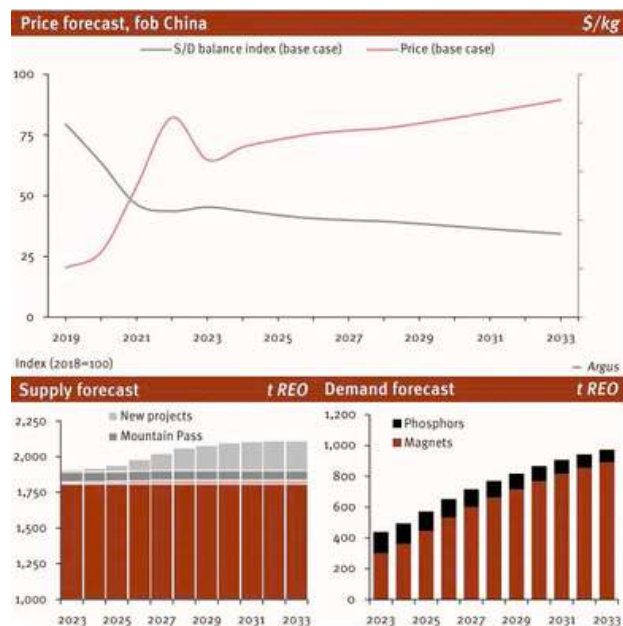 Price forecast, fob China $/kg
S/D balance index (base case) Price (base case)
100
75
50
25
0
2019 2021 2023 2025 2027 2029 2031 2033
Index (2018=100) — Argus
Supply forecast t REO
New projects
Mountain Pass
2,250
2,000
1,750
1,500
1,250
1,000
2023 2025 2027 2029 2031 2033
Demand forecast t REO
Phosphors
Magnets
1,200
1,000
800
600
400
200
0
2023 2025 2027 2029 2031 2033